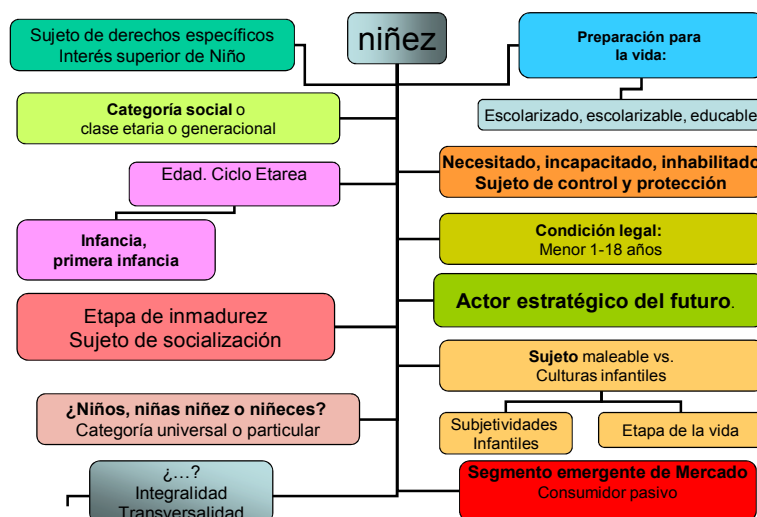 niñez
Sujeto de derechos específicos
Interés superior de Niño
Preparación para
la vida:
Escolarizado, escolarizable, educable
Categoría social o
clase etaria o generacional
Necesitado, incapacitado, inhabilitado
Sujeto de control y protección
Edad. Ciclo Etarea
Infancia,
primera infancia
Condición legal:
Menor 1-18 años
Etapa de inmadurez
Sujeto de socialización
Actor estratégico del futuro.
Sujeto maleable vs.
Culturas infantiles
Subjetividades
Infantiles
Etapa de la vida
¿Niños, niñas niñez o niñeces?
Categoría universal o particular
¿…?
Integralidad
Transversalidad
Segmento emergente de Mercado
Consumidor pasivo